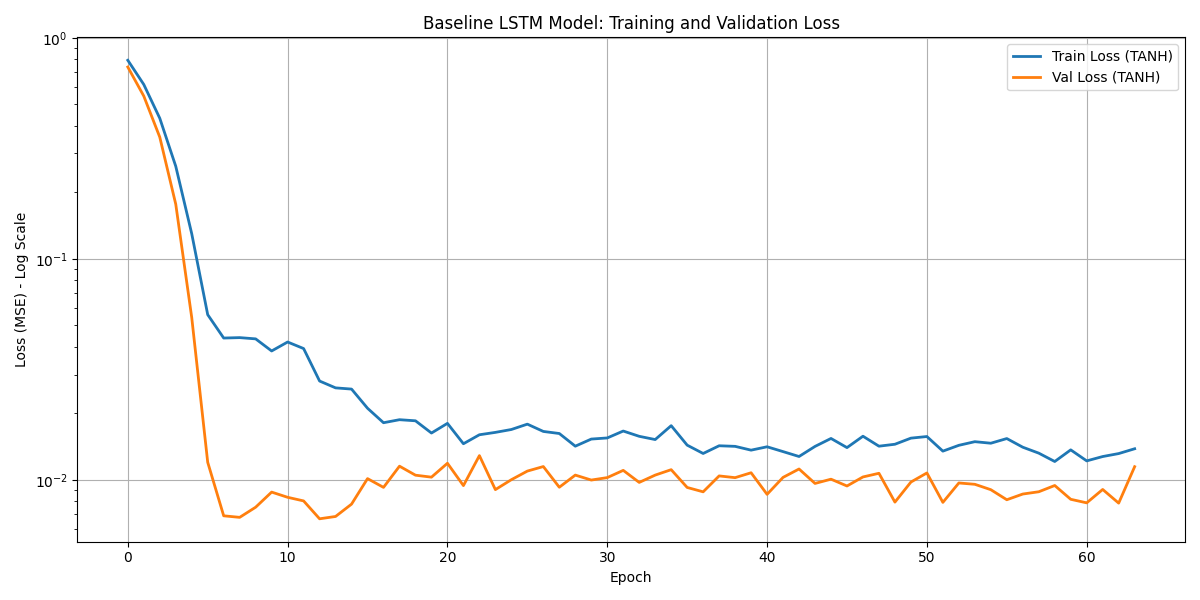 Baseline LSTM Model: Training and Validation Loss
Train Loss (TANH)
Val Loss (TANH)
Loss (MSE) - Log Scale
10⁰
10⁻¹
10⁻²
0 10 20 30 40 50 60
Epoch